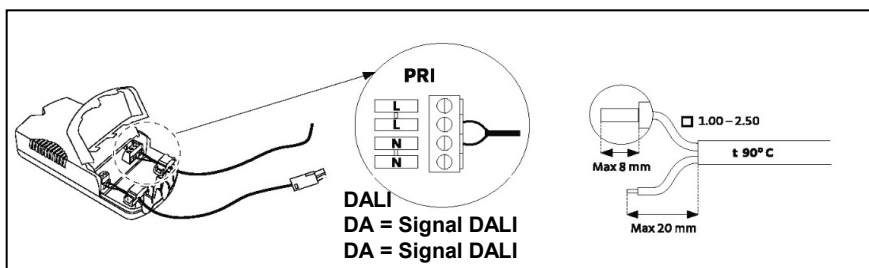 PRI
L
L
N
N
DALI
DA = Signal DALI
DA = Signal DALI
1.00 – 2.50
t 90° C
Max 8 mm
Max 20 mm